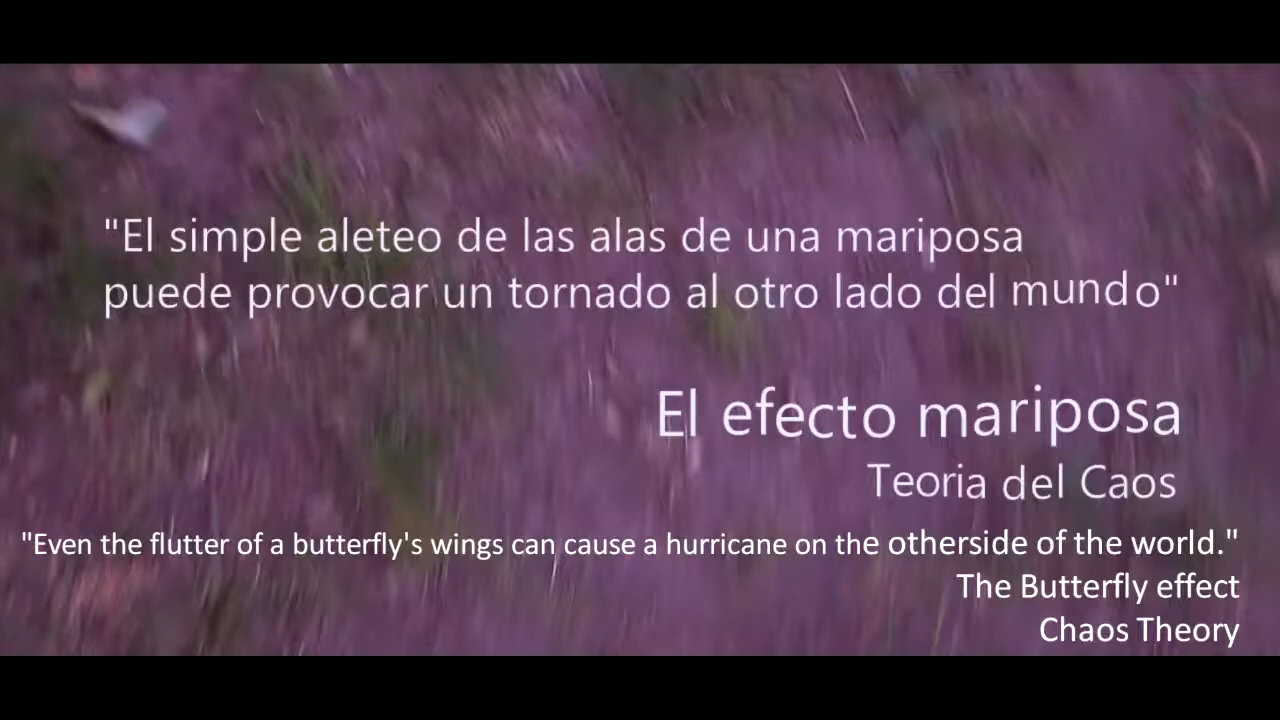 "El simple aleteo de las alas de una mariposa
puede provocar un tornado al otro lado del mundo"
El efecto mariposa
Teoria del Caos
"Even the flutter of a butterfly's wings can cause a hurricane on the otherside of the world."
The Butterfly effect
Chaos Theory